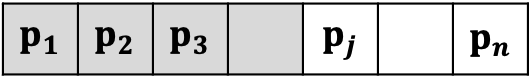 p₁ p₂ p₃ pⱼ pₙ